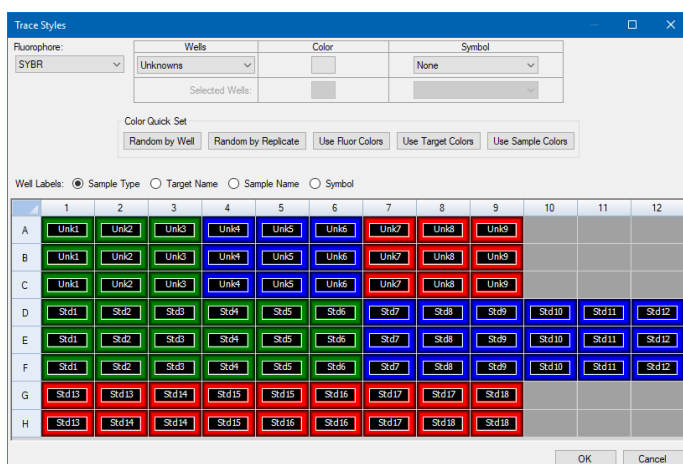 Trace Styles
Fluorophore: Wells Color Symbol
SYBR Unknowns None
Selected Wells:
Color Quick Set
Random by Well Random by Replicate Use Fluor Colors Use Target Colors Use Sample Colors
Well Labels: Sample Type Target Name Sample Name Symbol
1 2 3 4 5 6 7 8 9 10 11 12
A Unk1 Unk2 Unk3 Unk4 Unk5 Unk6 Unk7 Unk8 Unk9
B Unk1 Unk2 Unk3 Unk4 Unk5 Unk6 Unk7 Unk8 Unk9
C Unk1 Unk2 Unk3 Unk4 Unk5 Unk6 Unk7 Unk8 Unk9
D Std1 Std2 Std3 Std4 Std5 Std6 Std7 Std8 Std9 Std10 Std11 Std12
E Std1 Std2 Std3 Std4 Std5 Std6 Std7 Std8 Std9 Std10 Std11 Std12
F Std1 Std2 Std3 Std4 Std5 Std6 Std7 Std8 Std9 Std10 Std11 Std12
G Std13 Std13 Std14 Std15 Std16 Std16 Std17 Std17 Std18
H Std13 Std13 Std14 Std15 Std16 Std16 Std17 Std18 Std18
OK Cancel